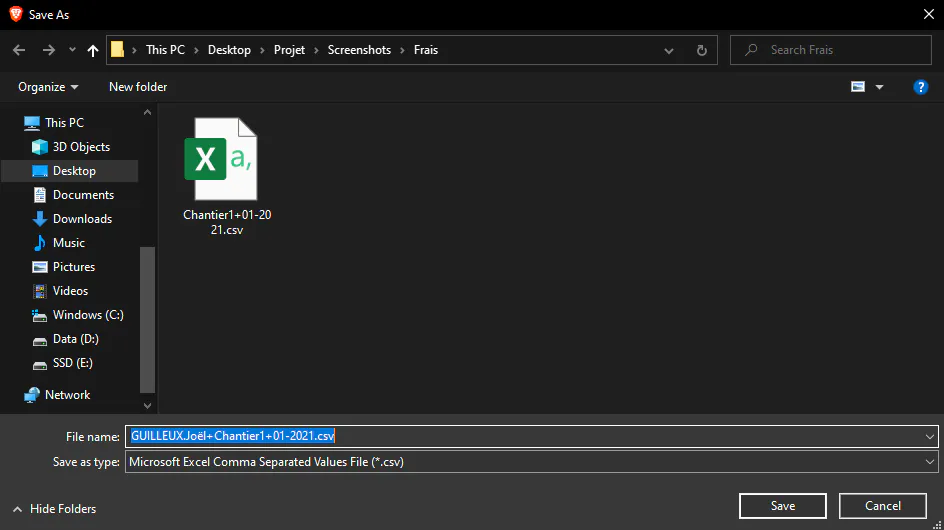 Save As
This PC
Desktop
Projet
Screenshots
Frais
Search Frais
Organize
New folder
?
This PC
3D Objects
Desktop
Documents
Downloads
Music
Pictures
Videos
Windows (C:)
Data (D:)
SSD (E:)
Network
X a,
Chantier1+01-20
21.csv
File name: GUILLEUX.Joël+Chantier1+01-2021.csv
Save as type: Microsoft Excel Comma Separated Values File (*.csv)
Hide Folders
Save
Cancel